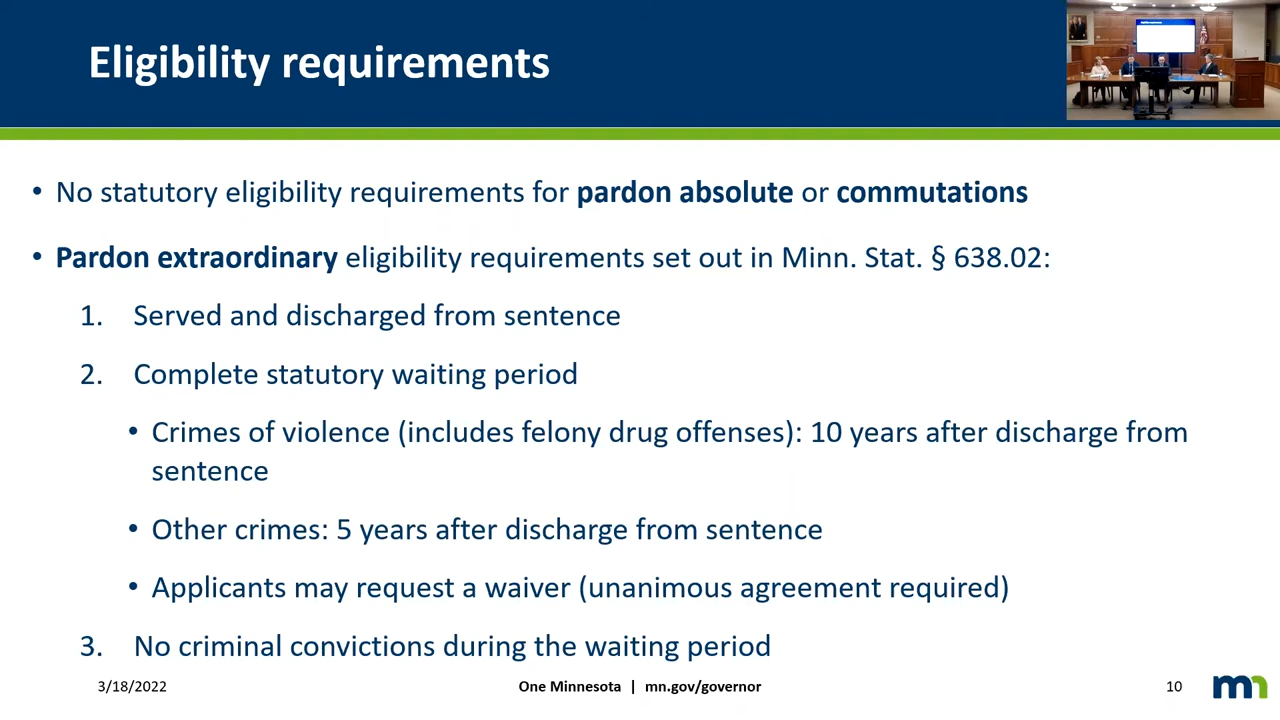 Eligibility requirements
• No statutory eligibility requirements for pardon absolute or commutations
• Pardon extraordinary eligibility requirements set out in Minn. Stat. § 638.02:
1. Served and discharged from sentence
2. Complete statutory waiting period
• Crimes of violence (includes felony drug offenses): 10 years after discharge from
sentence
• Other crimes: 5 years after discharge from sentence
• Applicants may request a waiver (unanimous agreement required)
3. No criminal convictions during the waiting period
3/18/2022
One Minnesota | mn.gov/governor
10
mn